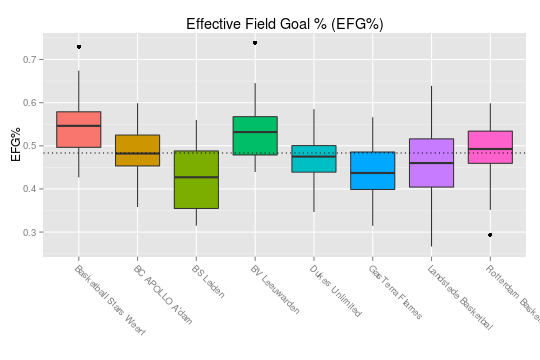 Effective Field Goal % (EFG%)
EFG%
0.7
0.6
0.5
0.4
0.3
Basketball Stars Weert
BC APOLLO A'dam
BS Leiden
BV Leeuwarden
Dukes Unlimited
GasTerra Flames
Landstede Basketbal
Rotterdam Baske